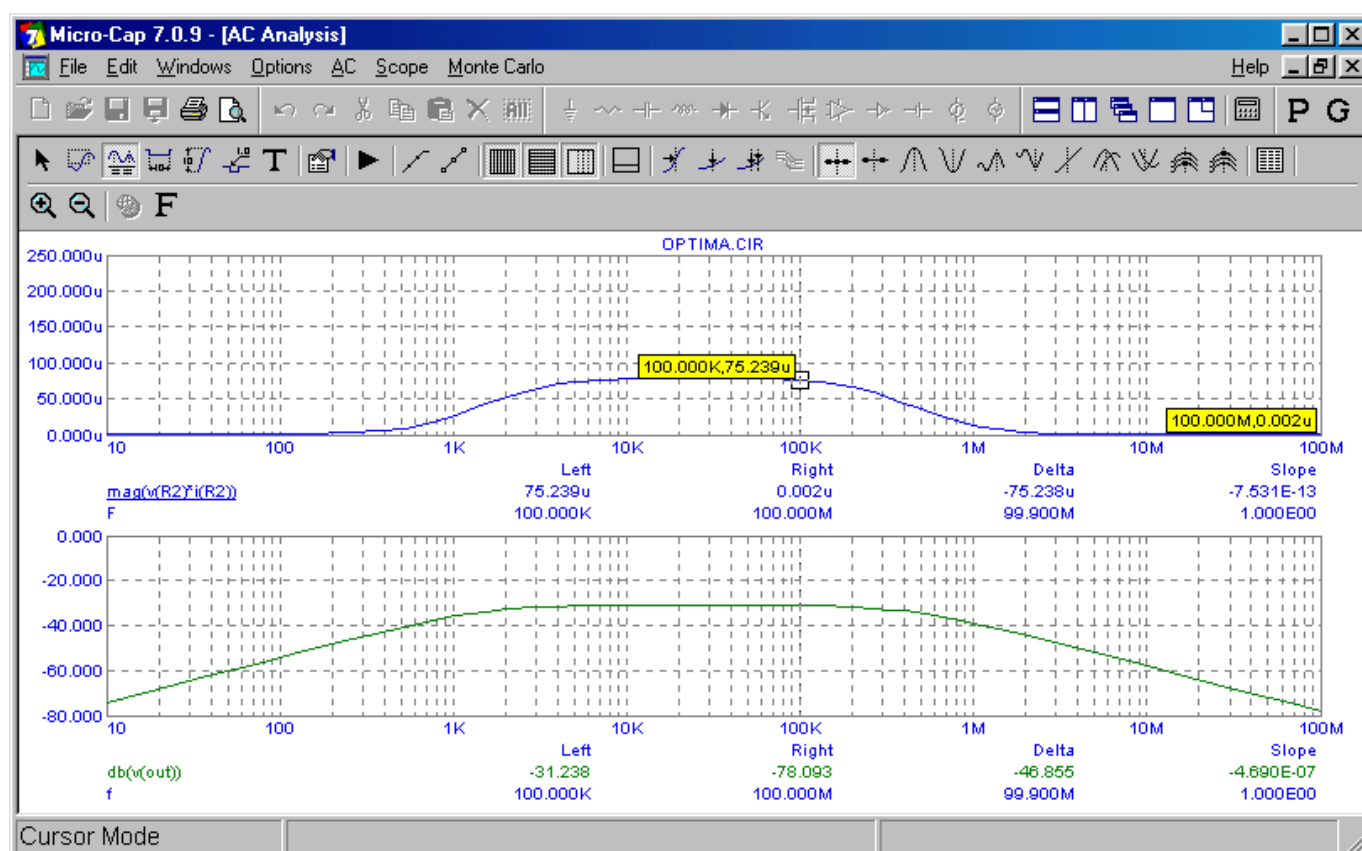 Micro-Cap 7.0.9 - [AC Analysis]
File Edit Windows Options AC Scope Monte Carlo Help
P G
T
F
OPTIMA.CIR
250.000u
200.000u
150.000u
100.000u
50.000u
0.000u
100.000K,75.239u
100.000M,0.002u
10 100 1K 10K 100K 1M 10M 100M
Left Right Delta Slope
mag(v(R2)*i(R2)) 75.239u 0.002u -75.238u -7.531E-13
F 100.000K 100.000M 99.900M 1.000E00
0.000
-20.000
-40.000
-60.000
-80.000
10 100 1K 10K 100K 1M 10M 100M
Left Right Delta Slope
db(v(out)) -31.238 -78.093 -46.855 -4.690E-07
f 100.000K 100.000M 99.900M 1.000E00
Cursor Mode